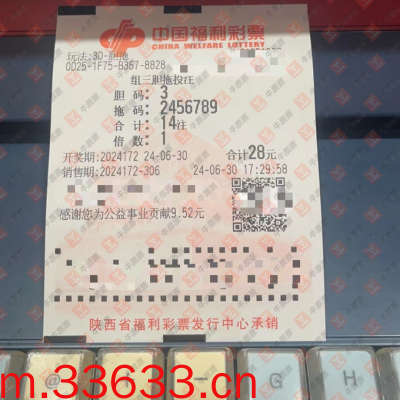 中国福利彩票
CHINA WELFARE LOTTERY
玩法:3D-胆拖
0D25-1F75-B367-8828
组三胆拖投注
胆 码: 3
拖 码: 2456789
合 计: 14注
倍 数: 1
开奖期:2024172 24-06-30 合计28元
销售期:2024172-306 24-06-30 17:29:58
感谢您为公益事业贡献9.52元
陕西省福利彩票发行中心承销
@
G
H
m.33633.cn